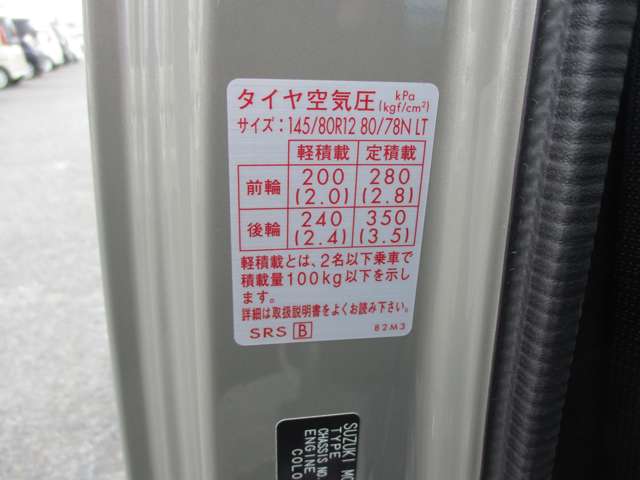 タイヤ空気圧 kPa (kgf/cm²)
サイズ：145/80R12 80/78N LT
軽積載 定積載
前輪 200 (2.0) 280 (2.8)
後輪 240 (2.4) 350 (3.5)
軽積載とは、2名以下乗車で
積載量100kg以下を示し
ます。
詳細は取扱説明書をよくお読み下さい。
SRS B 82M3
SUZUKI MO
TYPE
CHASSIS NO.
ENGINE
COLO